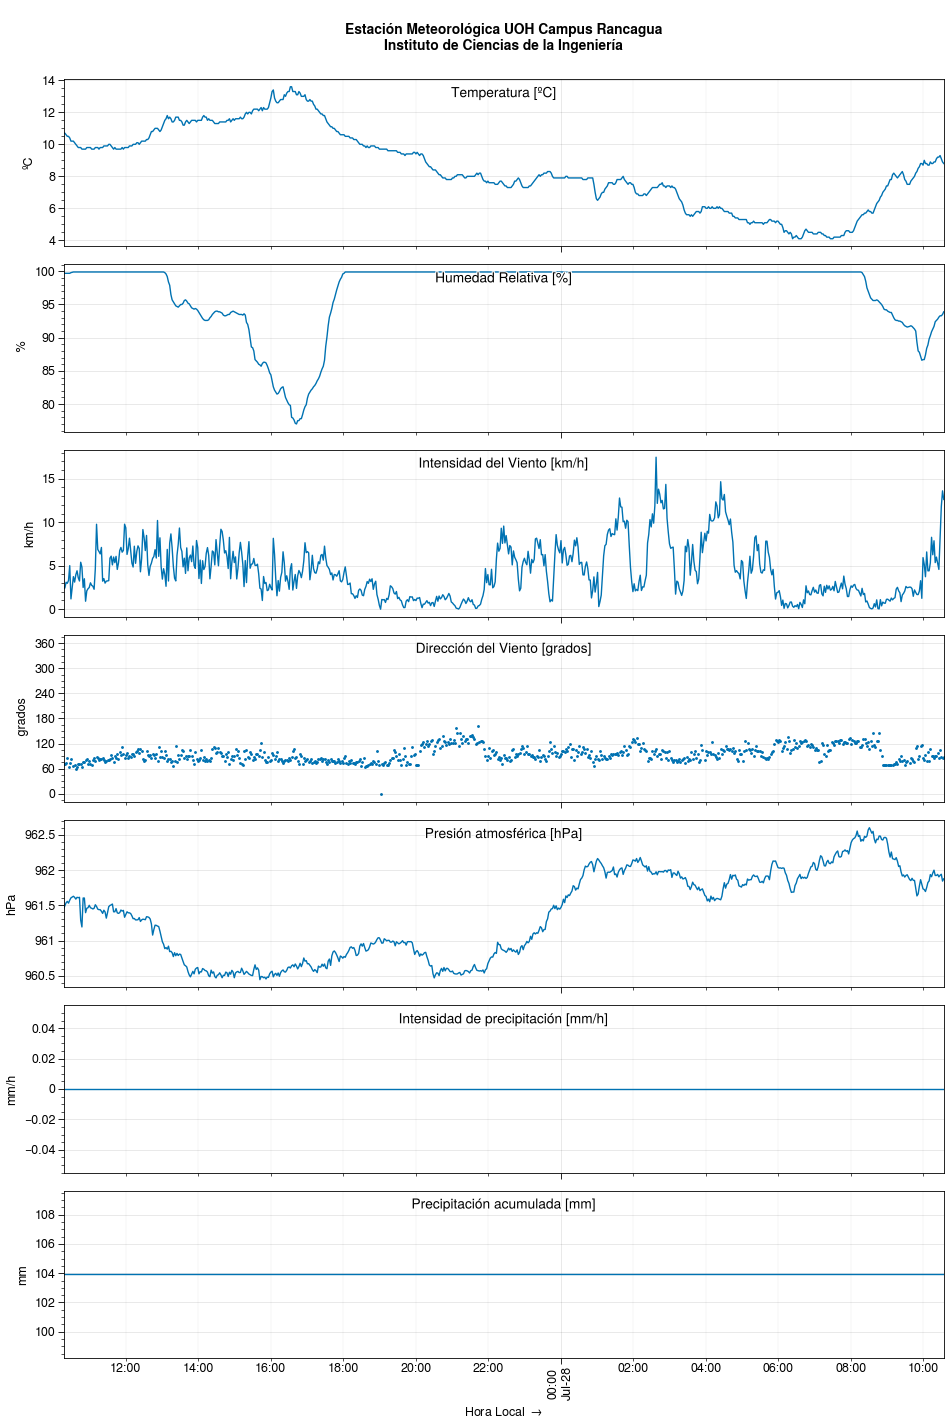 Estación Meteorológica UOH Campus Rancagua
Instituto de Ciencias de la Ingeniería
Temperatura [ºC]
14
12
10
8
6
4
ºC
Humedad Relativa [%]
100
95
90
85
80
%
Intensidad del Viento [km/h]
15
10
5
0
km/h
Dirección del Viento [grados]
360
300
240
180
120
60
0
grados
Presión atmosférica [hPa]
962.5
962
961.5
961
960.5
hPa
Intensidad de precipitación [mm/h]
0.04
0.02
0
−0.02
−0.04
mm/h
Precipitación acumulada [mm]
108
106
104
102
100
mm
12:00 14:00 16:00 18:00 20:00 22:00 00:00 02:00 04:00 06:00 08:00 10:00
Jul-28
Hora Local →